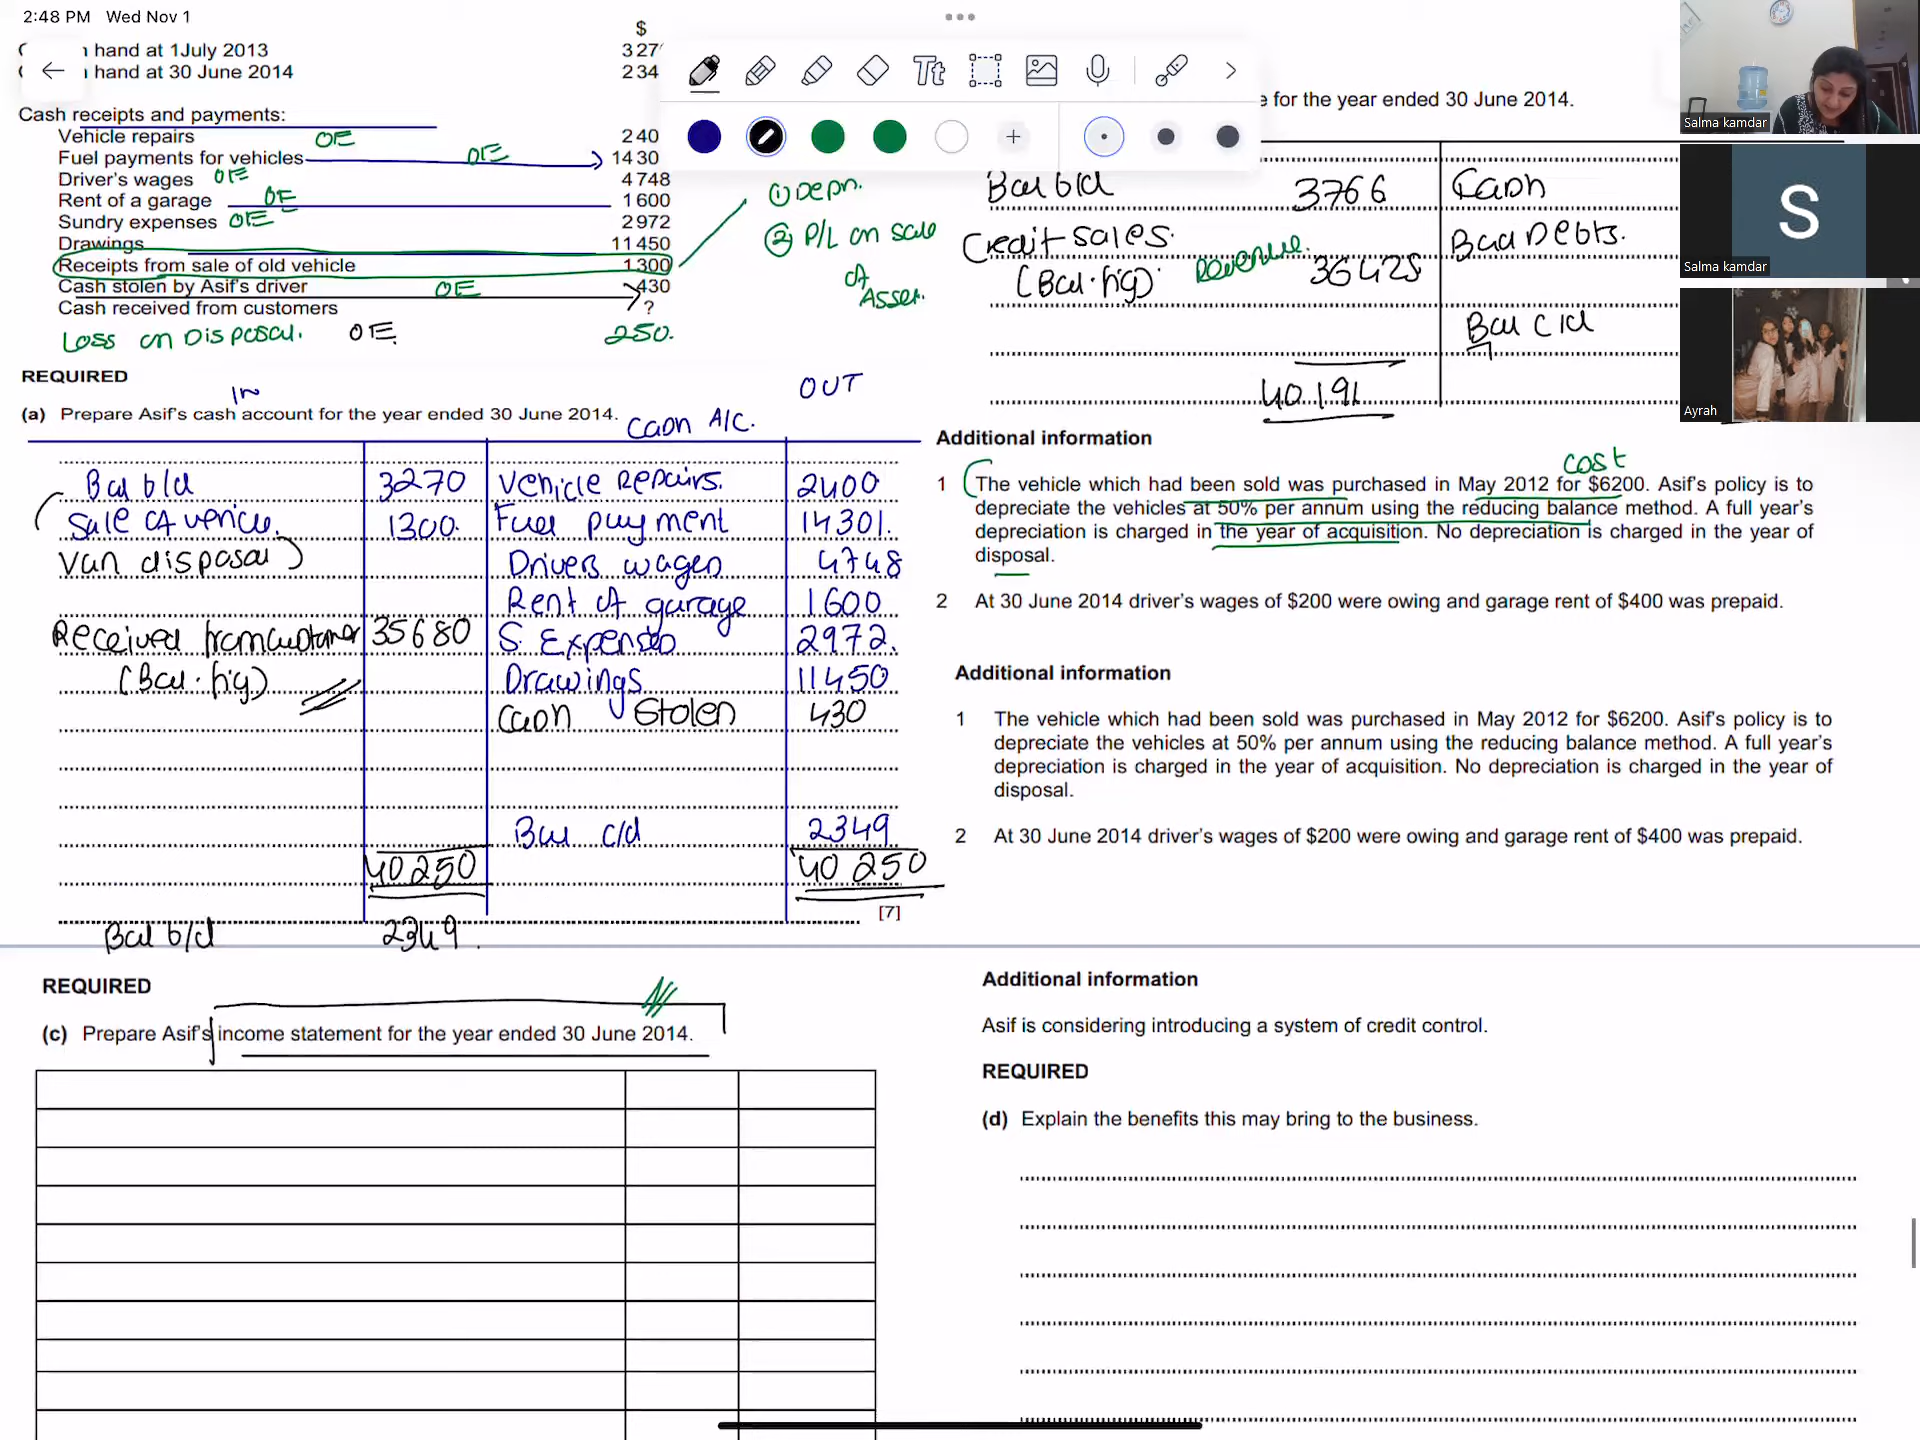 2:48 PM Wed Nov 1
$
hand at 1July 2013
327
hand at 30 June 2014
234
Cash receipts and payments:
Vehicle repairs OE 240
Fuel payments for vehicles OE 1430
Driver's wages OE 4748
Rent of a garage OE 1600
Sundry expenses OE 2972
Drawings 11450
Receipts from sale of old vehicle 1300
Cash stolen by Asif's driver OE 430
Cash received from customers ?
Loss on Disposal. OE. 250.
① Depn.
② P/L on sale
of
Asset.
Tt
e for the year ended 30 June 2014.
Bal b/d 3766 Cash
Credit sales. Revenue. 36425 Bad Debts.
(Bal. fig)
Bal c/d
40191
Salma kamdar
S
Salma kamdar
Ayrah
REQUIRED
IN OUT
(a) Prepare Asif's cash account for the year ended 30 June 2014.
Cash A/C.
Bal b/d 3270 Vehicle Repairs. 2400
Sale of vehicle. 1300. Fuel payment 14301.
Van disposal) Drivers wages 4748
Rent of garage 1600
Received from customer 35680 S. Expenses 2972.
(Bal. fig) Drawings 11450
Cash Stolen 430
Bal c/d 2349
40250 40 250
[7]
Bal b/d 2349.
Additional information
cost
1 The vehicle which had been sold was purchased in May 2012 for $6200. Asif's policy is to
depreciate the vehicles at 50% per annum using the reducing balance method. A full year's
depreciation is charged in the year of acquisition. No depreciation is charged in the year of
disposal.
2 At 30 June 2014 driver's wages of $200 were owing and garage rent of $400 was prepaid.
Additional information
1 The vehicle which had been sold was purchased in May 2012 for $6200. Asif's policy is to
depreciate the vehicles at 50% per annum using the reducing balance method. A full year's
depreciation is charged in the year of acquisition. No depreciation is charged in the year of
disposal.
2 At 30 June 2014 driver's wages of $200 were owing and garage rent of $400 was prepaid.
REQUIRED
(c) Prepare Asif's income statement for the year ended 30 June 2014.
Additional information
Asif is considering introducing a system of credit control.
REQUIRED
(d) Explain the benefits this may bring to the business.